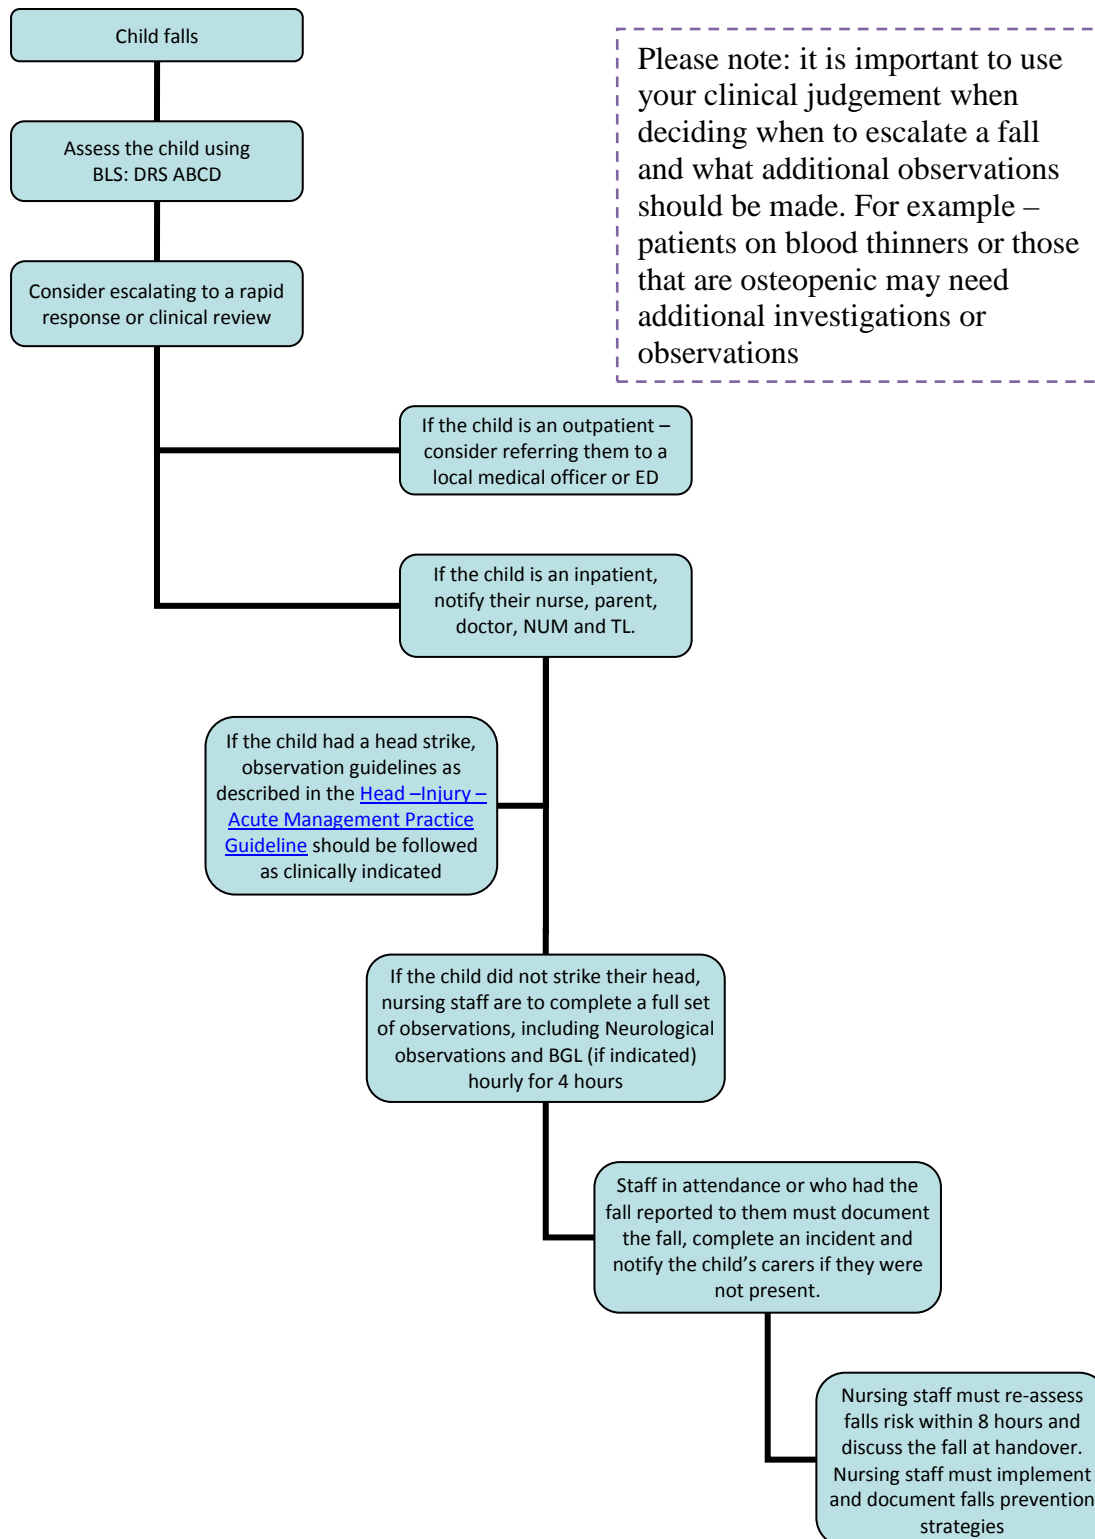 Child falls
Please note: it is important to use
your clinical judgement when
deciding when to escalate a fall
and what additional observations
should be made. For example –
patients on blood thinners or those
that are osteopenic may need
additional investigations or
observations
Assess the child using
BLS: DRS ABCD
Consider escalating to a rapid
response or clinical review
If the child is an outpatient –
consider referring them to a
local medical officer or ED
If the child is an inpatient,
notify their nurse, parent,
doctor, NUM and TL.
If the child had a head strike,
observation guidelines as
described in the Head –Injury –
Acute Management Practice
Guideline should be followed
as clinically indicated
If the child did not strike their head,
nursing staff are to complete a full set
of observations, including Neurological
observations and BGL (if indicated)
hourly for 4 hours
Staff in attendance or who had the
fall reported to them must document
the fall, complete an incident and
notify the child’s carers if they were
not present.
Nursing staff must re-assess
falls risk within 8 hours and
discuss the fall at handover.
Nursing staff must implement
and document falls prevention
strategies